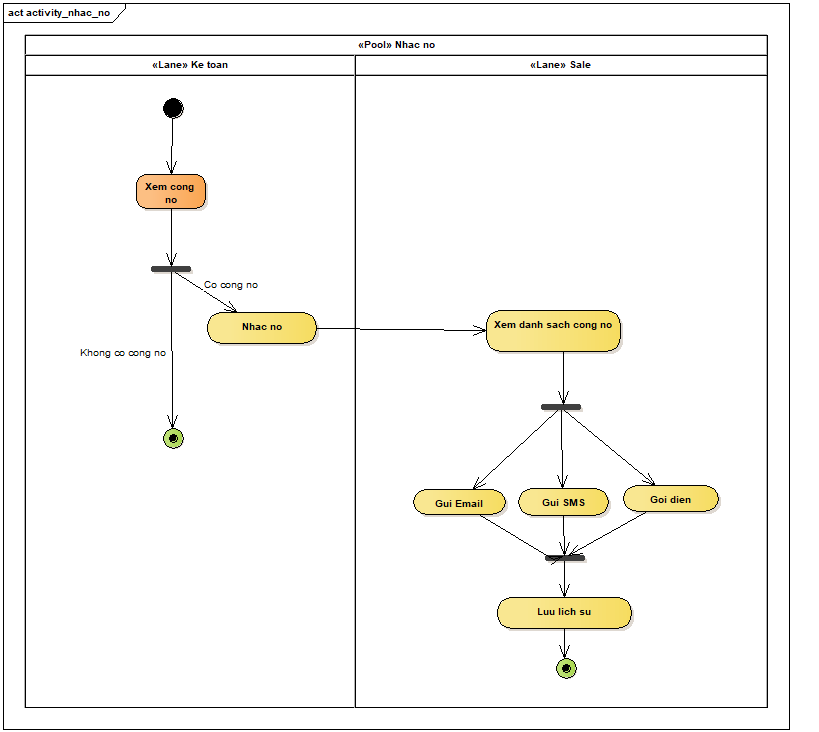 act activity_nhac_no
«Pool» Nhac no
«Lane» Ke toan
«Lane» Sale
Xem cong
no
Co cong no
Nhac no
Xem danh sach cong no
Khong co cong no
Gui Email
Gui SMS
Goi dien
Luu lich su